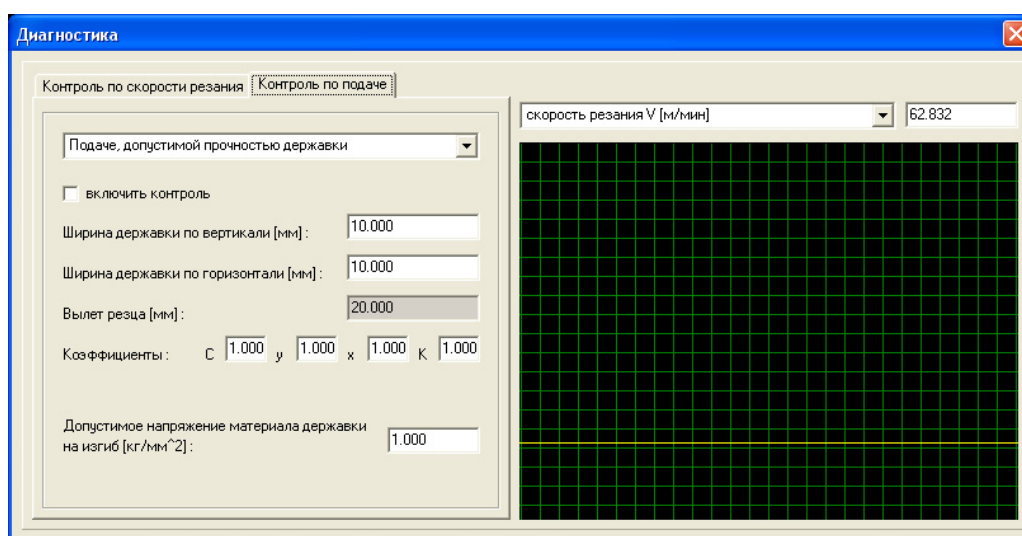 Диагностика
Контроль по скорости резания Контроль по подаче
скорость резания V [м/мин] 62.832
Подаче, допустимой прочностью державки
включить контроль
Ширина державки по вертикали [мм] : 10.000
Ширина державки по горизонтали [мм] : 10.000
Вылет резца [мм] : 20.000
Коэффициенты : C 1.000 y 1.000 x 1.000 K 1.000
Допустимое напряжение материала державки
на изгиб [кг/мм^2] : 1.000